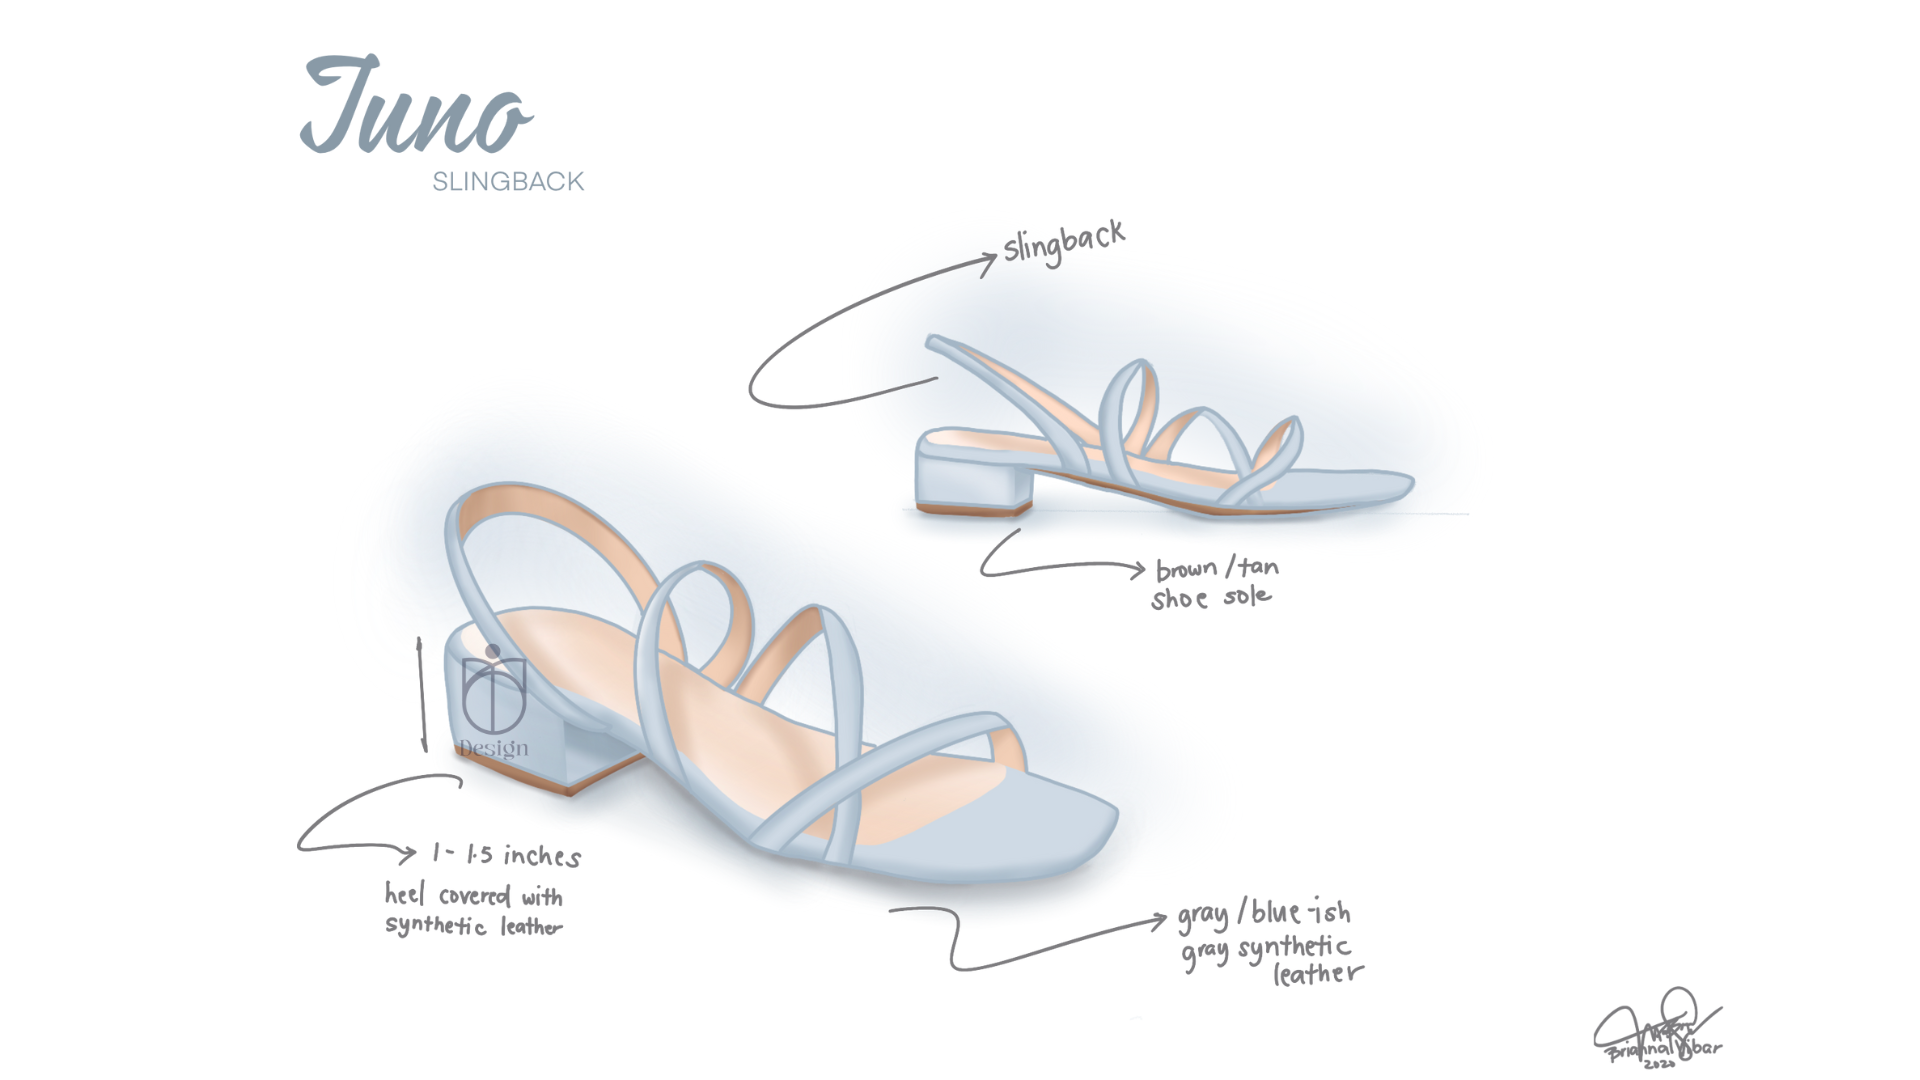 Juno
SLINGBACK
slingback
brown/tan
shoe sole
Design
1 - 1.5 inches
heel covered with
synthetic leather
gray/blue-ish
gray synthetic
leather
2020